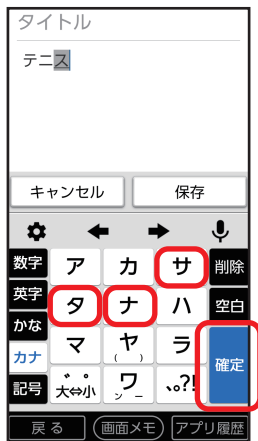 タイトル
テニス
キャンセル 保存
数字 ア カ サ 削除
英字 タ ナ ハ 空白
かな
カナ マ ヤ ( ) ラ 確定
記号 ゛゜大⇔小 ワ ン ー 、。?!
戻る 画面メモ アプリ履歴